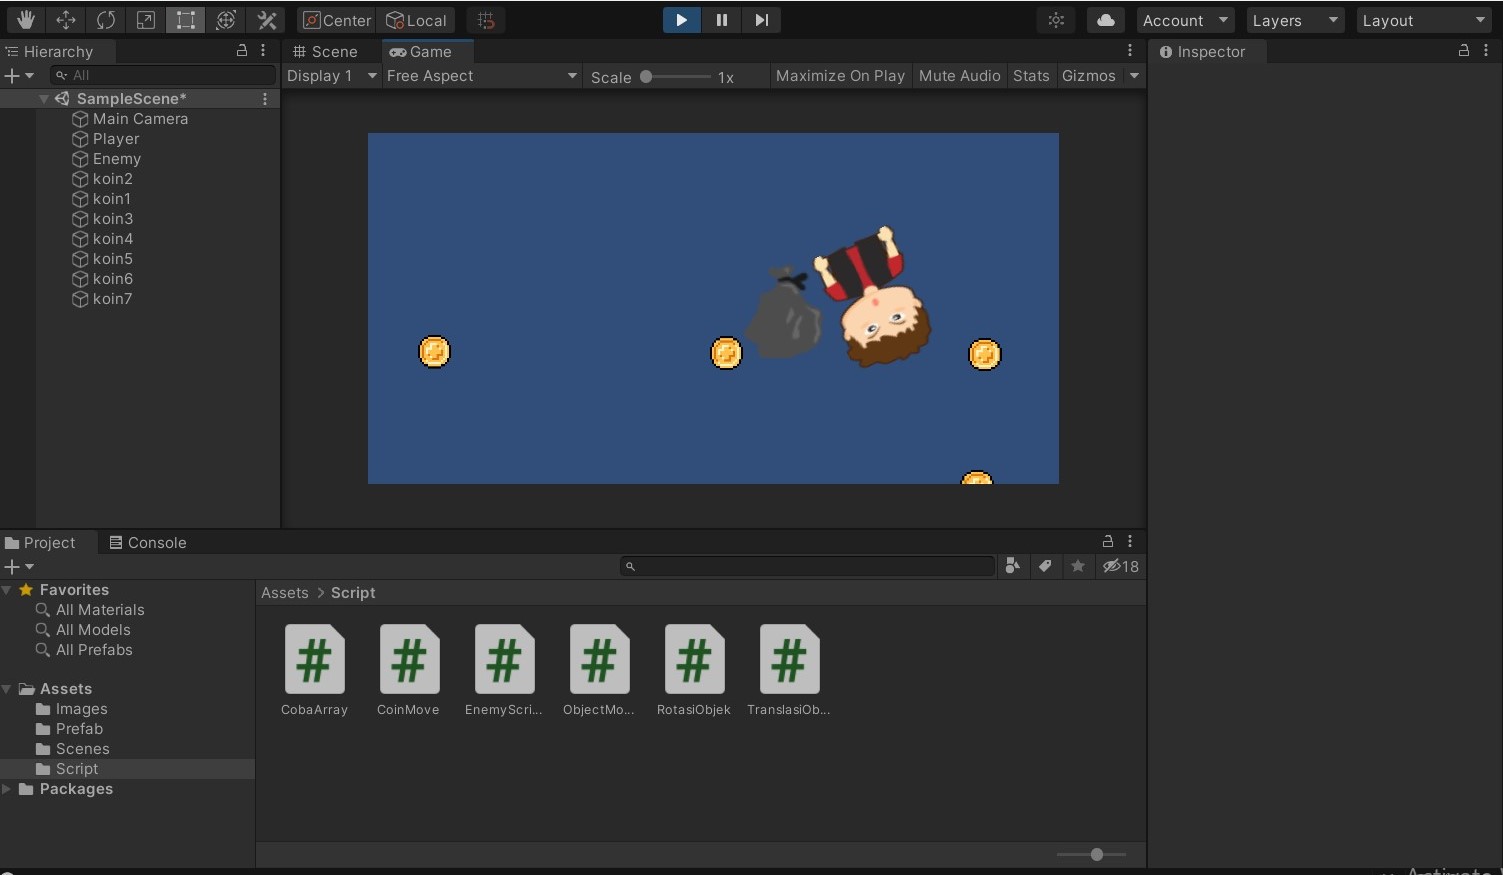 Center Local Account Layers Layout
Hierarchy
All
SampleScene*
Main Camera
Player
Enemy
koin2
koin1
koin3
koin4
koin5
koin6
koin7
Scene Game
Display 1 Free Aspect Scale 1x Maximize On Play Mute Audio Stats Gizmos
Inspector
Project Console
18
Favorites
All Materials
All Models
All Prefabs
Assets
Images
Prefab
Scenes
Script
Packages
Assets > Script
# # # # # #
CobaArray CoinMove EnemyScri... ObjectMo... RotasiObjek TranslasiOb...